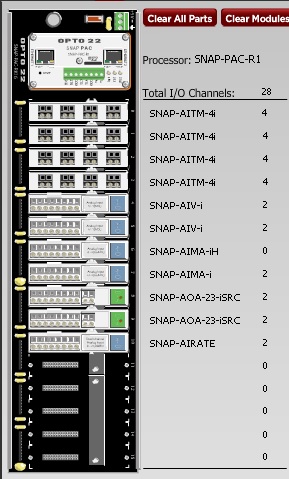 Clear All Parts Clear Modules
OPTO 22
SNAP PAC
OPTO 22
Processor: SNAP-PAC-R1
Total I/O Channels: 28
SNAP-AITM-4i 4
SNAP-AITM-4i 4
SNAP-AITM-4i 4
SNAP-AITM-4i 4
SNAP-AIV-i 2
SNAP-AIV-i 2
SNAP-AIMA-iH 0
SNAP-AIMA-i 2
SNAP-AOA-23-iSRC 2
SNAP-AOA-23-iSRC 2
SNAP-AIRATE 2
0
0
0
0
0